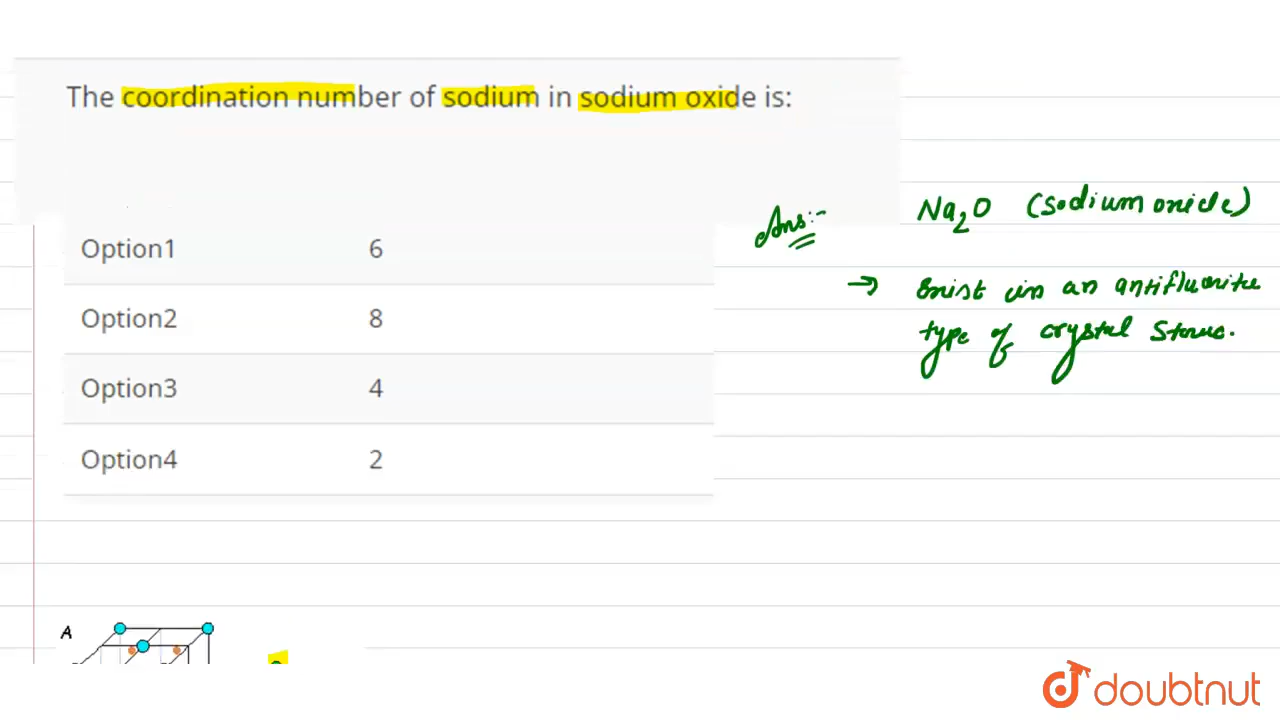 The coordination number of sodium in sodium oxide is:
Option1 6
Option2 8
Option3 4
Option4 2
Ans:- Na2O (Sodium oxide)
→ Exist in an antifluorite
type of crystal Struc.
A
doubtnut